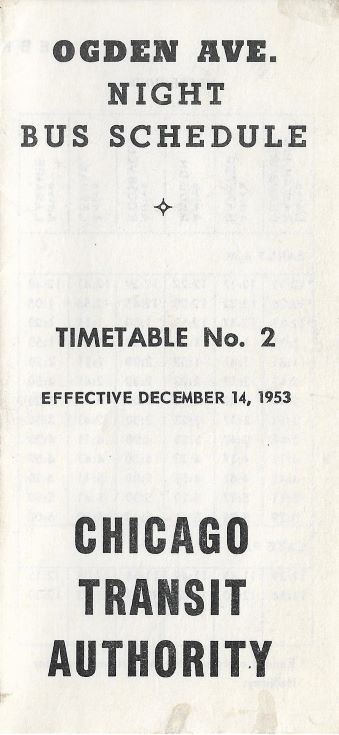 OGDEN AVE.
NIGHT
BUS SCHEDULE
TIMETABLE No. 2
EFFECTIVE DECEMBER 14, 1953
CHICAGO
TRANSIT
AUTHORITY